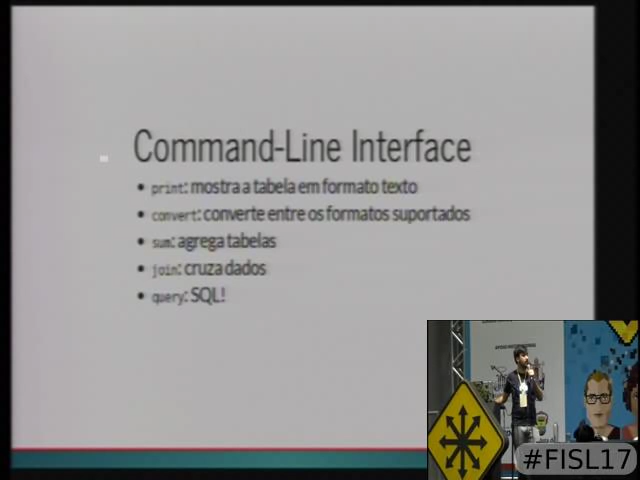 Command-Line Interface
• print: mostra a tabela em formato texto
• convert: converte entre os formatos suportados
• sum: agrega tabelas
• join: cruza dados
• query: SQL!
#FISL17